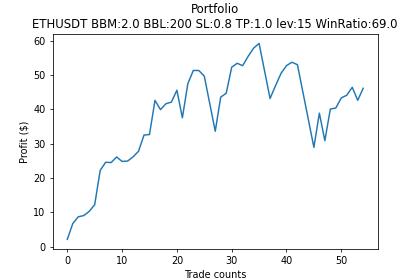 Portfolio
ETHUSDT BBM:2.0 BBL:200 SL:0.8 TP:1.0 lev:15 WinRatio:69.0
60
50
40
30
20
10
0
Profit ($)
0 10 20 30 40 50
Trade counts